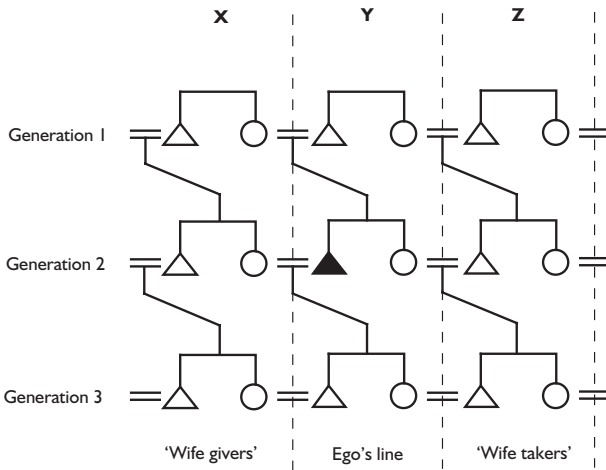 X Y Z
Generation 1
Generation 2
Generation 3
'Wife givers' Ego's line 'Wife takers'